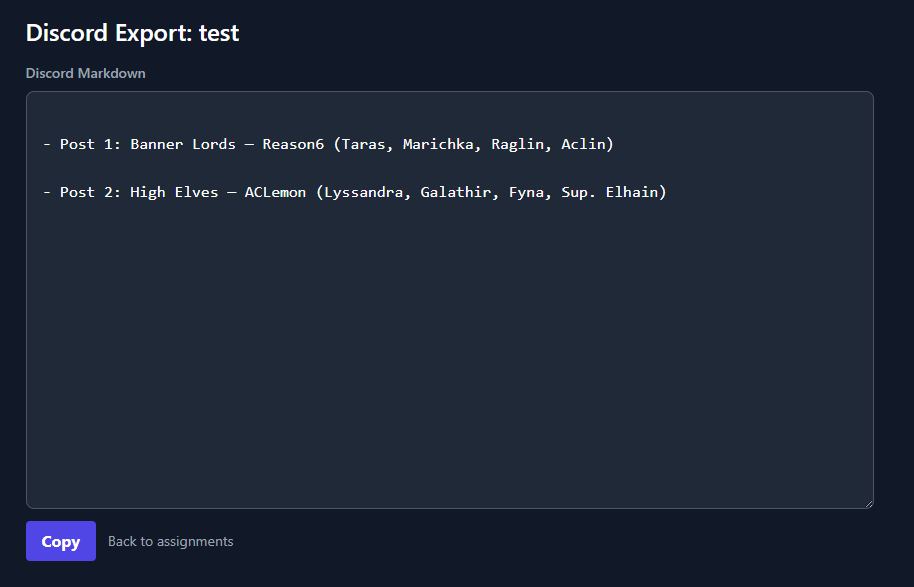 Discord Export: test
Discord Markdown
- Post 1: Banner Lords — Reason6 (Taras, Marichka, Raglin, Aclin)
- Post 2: High Elves — ACLemon (Lyssandra, Galathir, Fyna, Sup. Elhain)
Copy
Back to assignments